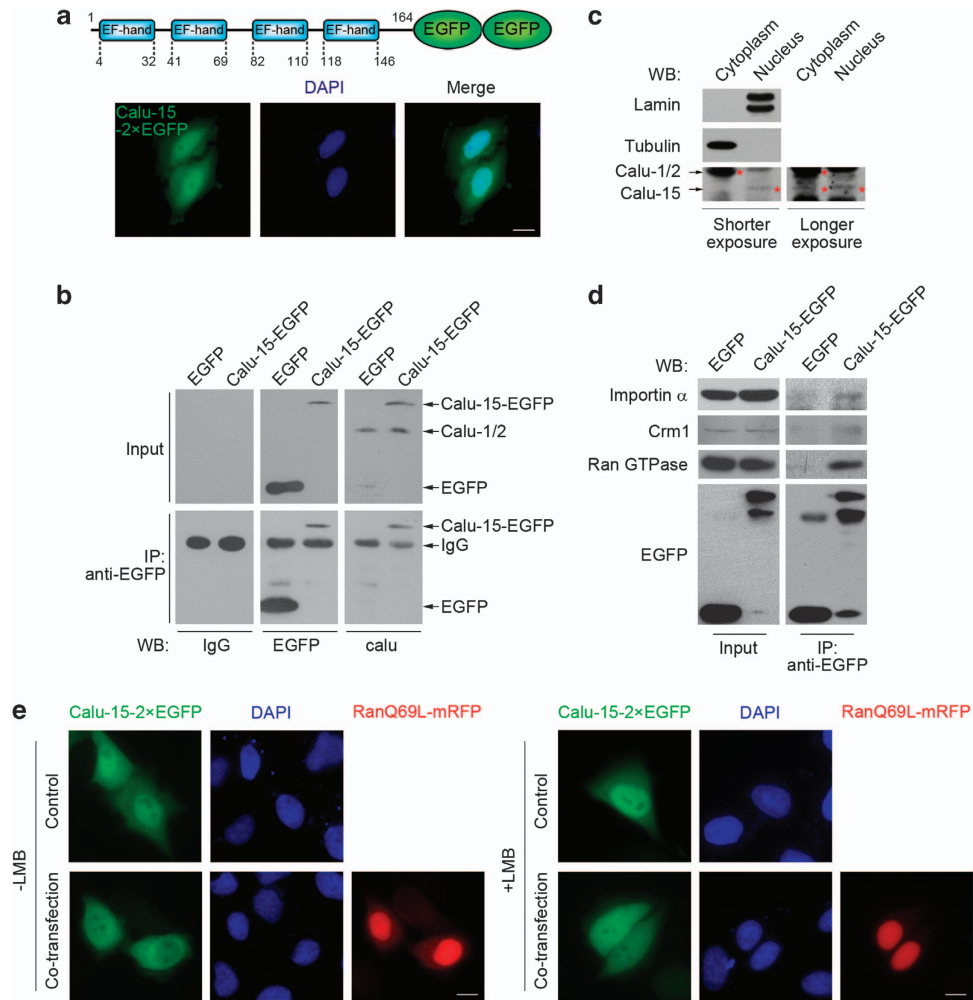 a
1
EF-hand EF-hand EF-hand EF-hand
164
EGFP EGFP
4 32 41 69 82 110 118 146
DAPI Merge
Calu-15
-2×EGFP
b
EGFP
Calu-15-EGFP
EGFP
Calu-15-EGFP
EGFP
Calu-15-EGFP
Input
Calu-15-EGFP
Calu-1/2
EGFP
IP:
anti-EGFP
Calu-15-EGFP
IgG
EGFP
WB: IgG EGFP calu
c
WB:
Cytoplasm
Nucleus
Cytoplasm
Nucleus
Lamin
Tubulin
Calu-1/2
Calu-15
* * * * *
Shorter
exposure
Longer
exposure
d
WB:
EGFP
Calu-15-EGFP
EGFP
Calu-15-EGFP
Importin α
Crm1
Ran GTPase
EGFP
Input
IP:
anti-EGFP
e
Calu-15-2×EGFP DAPI RanQ69L-mRFP
-LMB
Control
Co-transfection
Calu-15-2×EGFP DAPI RanQ69L-mRFP
+LMB
Control
Co-transfection